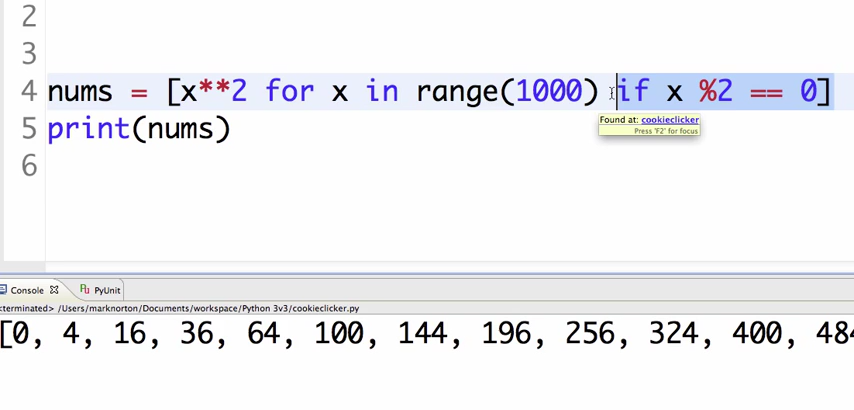 2
3
4 nums = [x**2 for x in range(1000) if x %2 == 0]
Found at: cookieclicker
Press 'F2' for focus
5 print(nums)
6
Console PyUnit
<terminated> /Users/marknorton/Documents/workspace/Python 3v3/cookieclicker.py
[0, 4, 16, 36, 64, 100, 144, 196, 256, 324, 400, 484